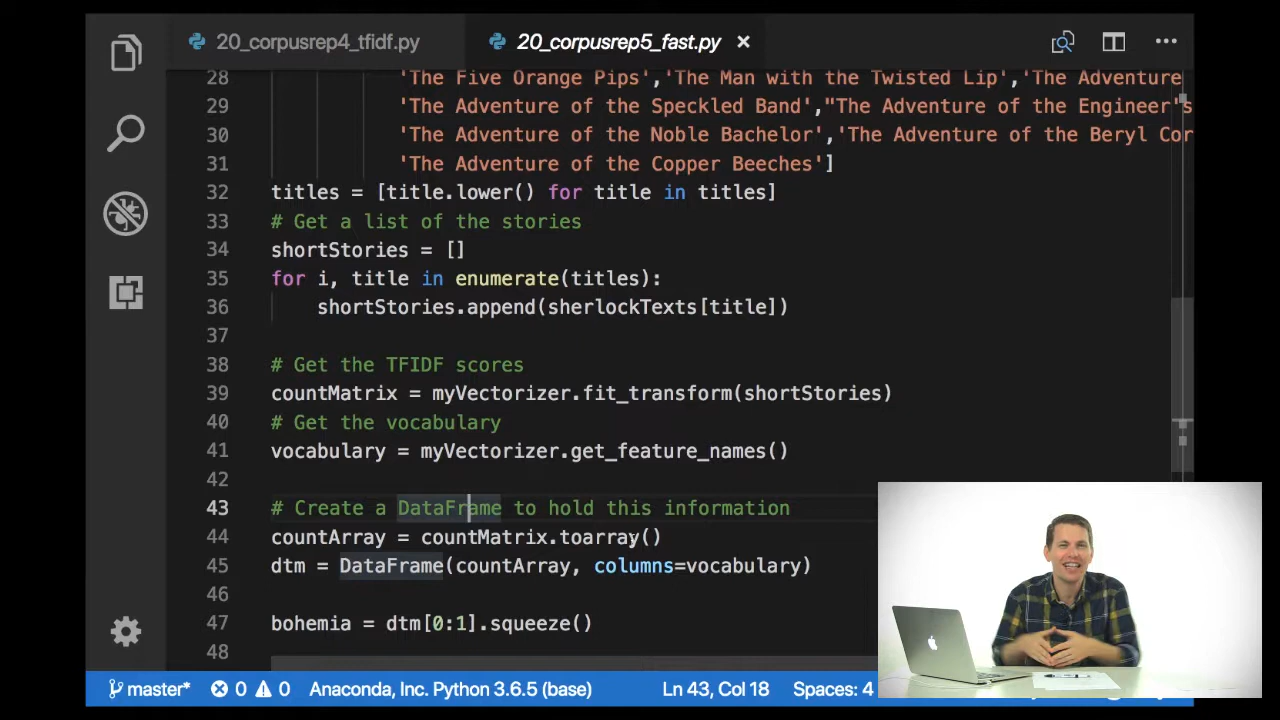 20_corpusrep4_tfidf.py 20_corpusrep5_fast.py
28 'The Five Orange Pips','The Man with the Twisted Lip','The Adventure
29 'The Adventure of the Speckled Band',"The Adventure of the Engineer's
30 'The Adventure of the Noble Bachelor','The Adventure of the Beryl Cor
31 'The Adventure of the Copper Beeches']
32 titles = [title.lower() for title in titles]
33 # Get a list of the stories
34 shortStories = []
35 for i, title in enumerate(titles):
36 shortStories.append(sherlockTexts[title])
37
38 # Get the TFIDF scores
39 countMatrix = myVectorizer.fit_transform(shortStories)
40 # Get the vocabulary
41 vocabulary = myVectorizer.get_feature_names()
42
43 # Create a DataFrame to hold this information
44 countArray = countMatrix.toarray()
45 dtm = DataFrame(countArray, columns=vocabulary)
46
47 bohemia = dtm[0:1].squeeze()
48
master* 0 0 Anaconda, Inc. Python 3.6.5 (base) Ln 43, Col 18 Spaces: 4